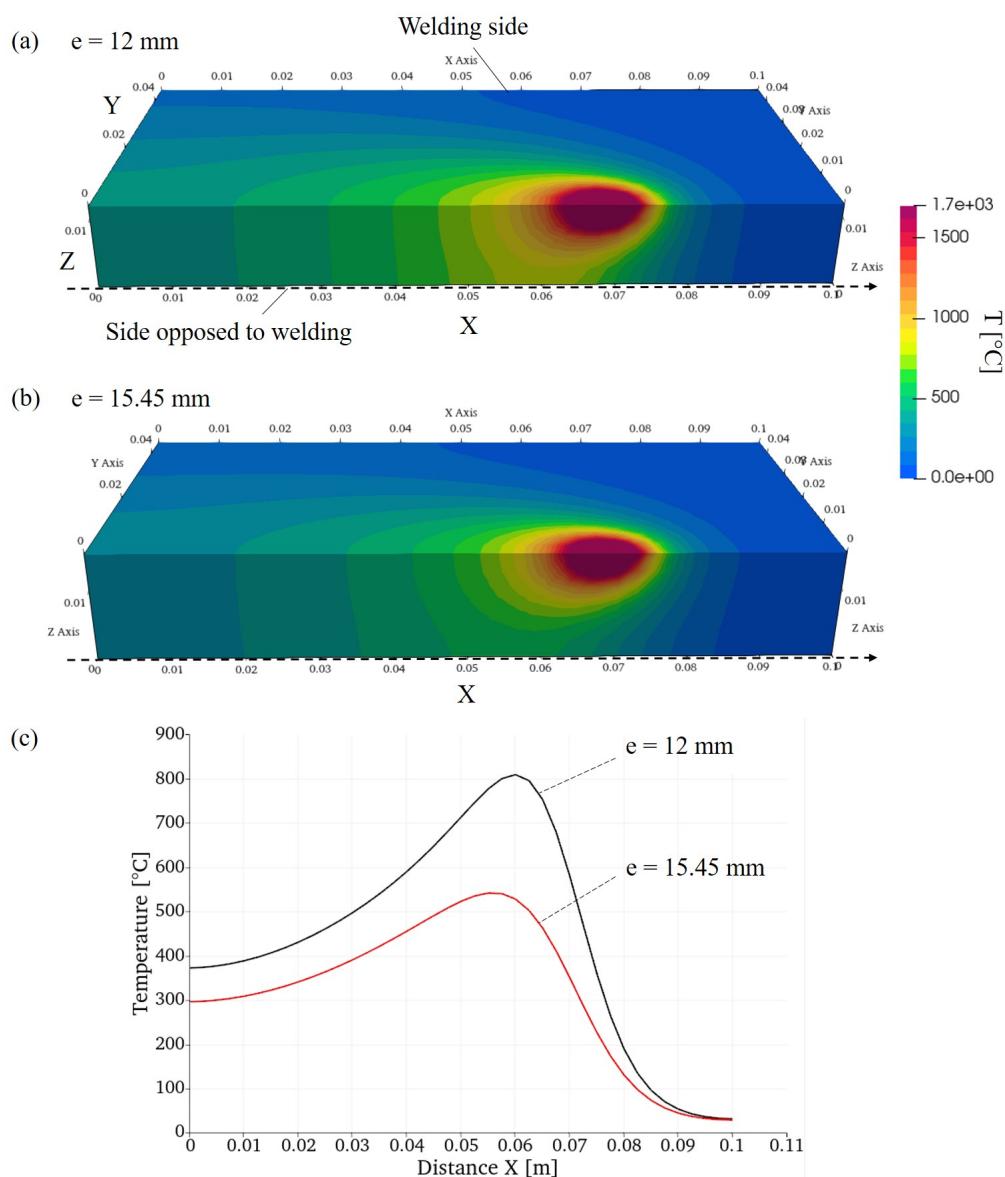 (a) e = 12 mm
Welding side
X Axis
0 0.01 0.02 0.03 0.04 0.05 0.06 0.07 0.08 0.09 0.1
0.04 0.04
Y 0.03 Y Axis
0.02 0.02
0.01
0 0
0.01 0.01
Z Z Axis
00 0.01 0.02 0.03 0.04 0.05 0.06 0.07 0.08 0.09 0.1 0
Side opposed to welding
X
1.7e+03
1500
1000
500
0.0e+00
T [°C]
(b) e = 15.45 mm
X Axis
0 0.01 0.02 0.03 0.04 0.05 0.06 0.07 0.08 0.09 0.1
0.04 0.04
Y Axis 0.03 Y Axis
0.02 0.02
0.01
0 0
0.01 0.01
Z Axis Z Axis
00 0.01 0.02 0.03 0.04 0.05 0.06 0.07 0.08 0.09 0.1 0
X
(c)
900
800
700
600
500
400
300
200
100
0
Temperature [°C]
e = 12 mm
e = 15.45 mm
0 0.01 0.02 0.03 0.04 0.05 0.06 0.07 0.08 0.09 0.1 0.11
Distance X [m]